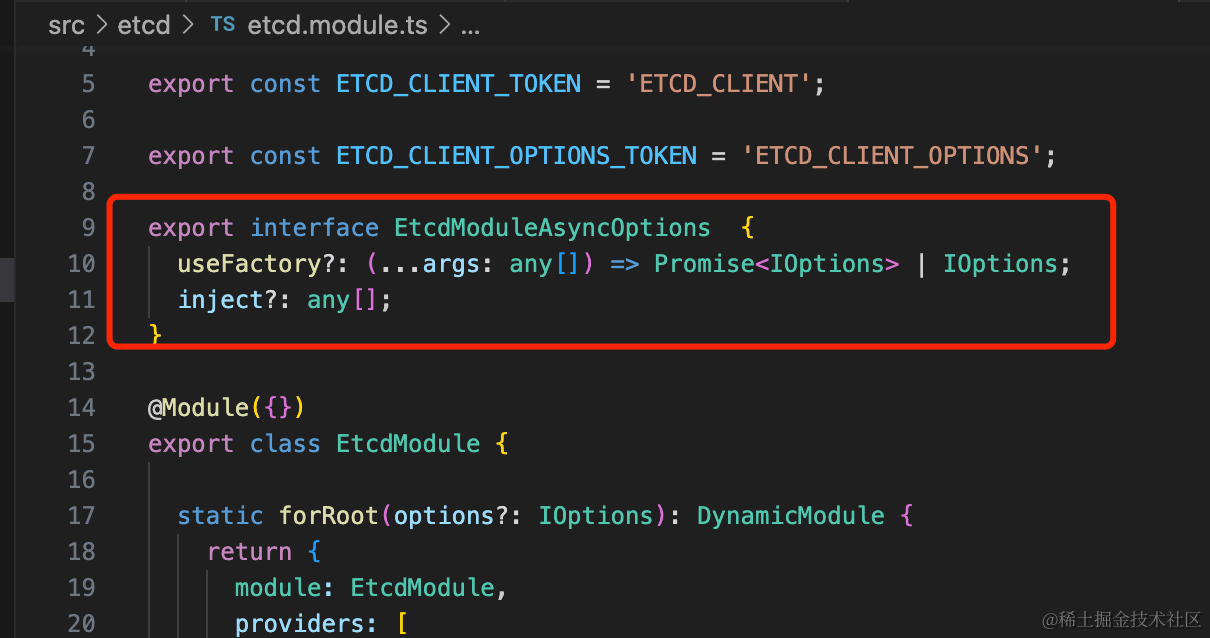 src > etcd > TS etcd.module.ts > ...
4
5 export const ETCD_CLIENT_TOKEN = 'ETCD_CLIENT';
6
7 export const ETCD_CLIENT_OPTIONS_TOKEN = 'ETCD_CLIENT_OPTIONS';
8
9 export interface EtcdModuleAsyncOptions  {
10   useFactory?: (...args: any[]) => Promise<IOptions> | IOptions;
11   inject?: any[];
12 }
13
14 @Module({})
15 export class EtcdModule {
16
17   static forRoot(options?: IOptions): DynamicModule {
18     return {
19       module: EtcdModule,
20       providers: [
@稀土掘金技术社区